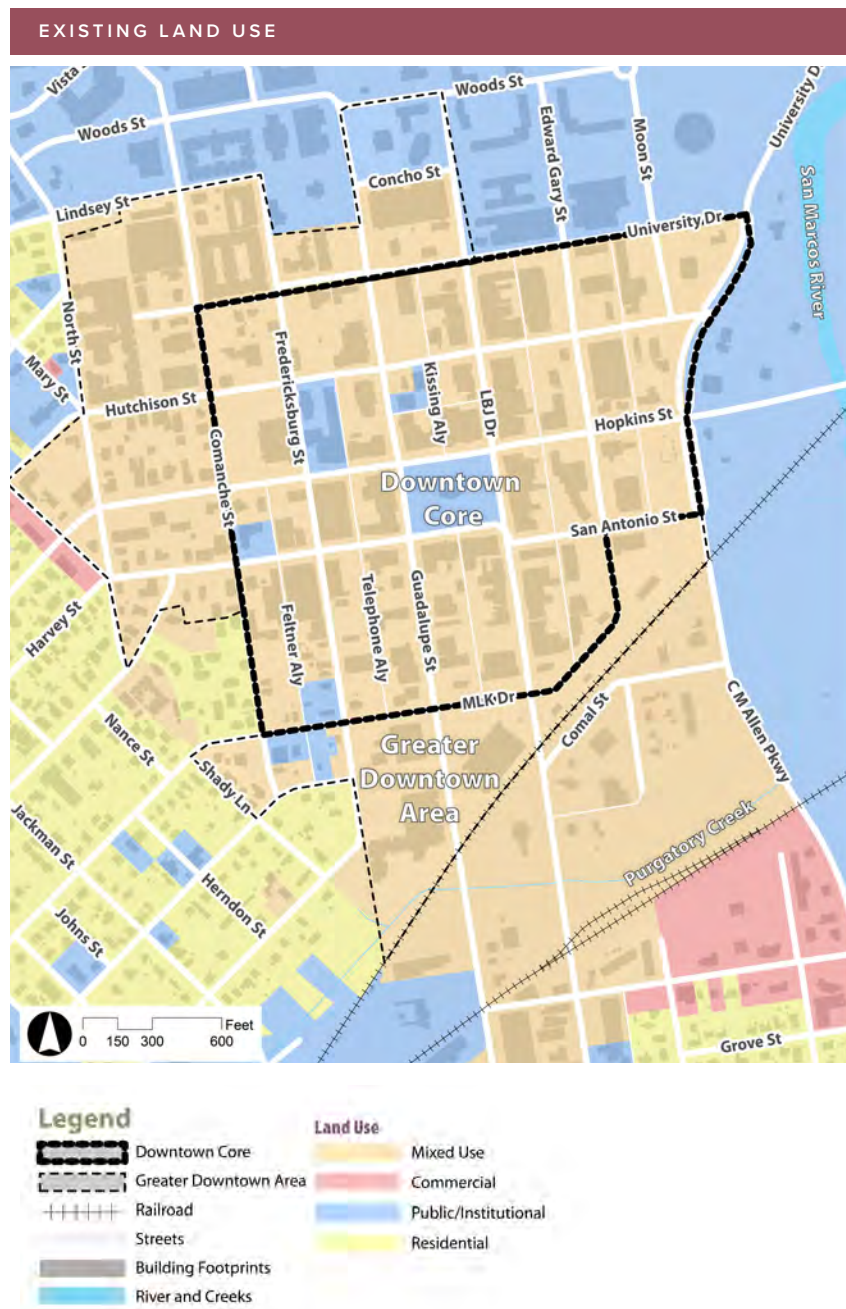 EXISTING LAND USE
Vista
Woods St
Woods St
University D
Edward Gary St
Moon St
Concho St
San Marcos River
Lindsey St
University Dr
North St
Fredericksburg St
Kissing Aly
LBJ Dr
Mary St
Hutchison St
Hopkins St
Comanche St
Downtown
Core
San Antonio St
Harvey St
Feltner Aly
Telephone Aly
Guadalupe St
MLK Dr
Comal St
C M Allen Pkwy
Nance St
Shady Ln
Greater
Downtown
Area
Jackman St
Purgatory Creek
Herndon St
Johns St
Feet
0 150 300 600
Grove St
Legend
Downtown Core
Greater Downtown Area
Railroad
Streets
Building Footprints
River and Creeks
Land Use
Mixed Use
Commercial
Public/Institutional
Residential